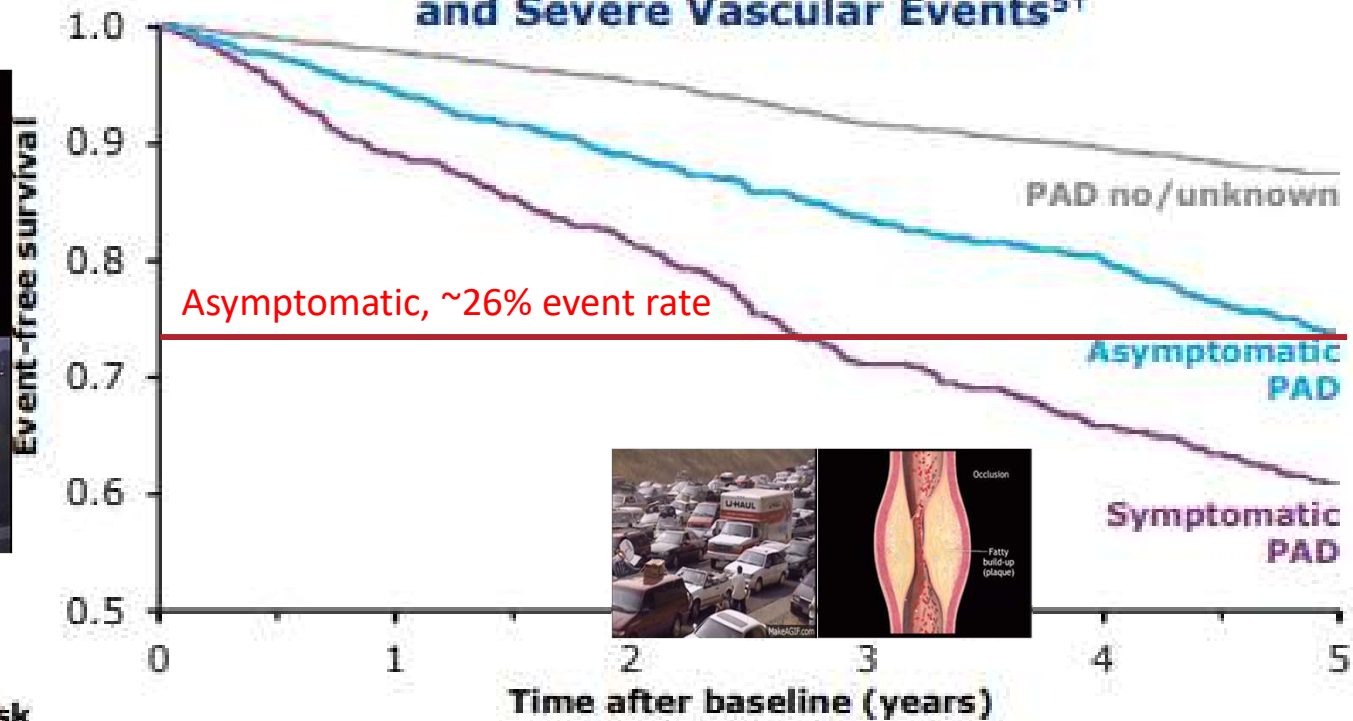 and Severe Vascular Events
1.0
0.9
0.8
0.7
0.6
0.5
Event-free survival
PAD no/unknown
Asymptomatic, ~26% event rate
Asymptomatic
PAD
Symptomatic
PAD
U-HAUL
MakeAGIF.com
Occlusion
Fatty
build-up
(plaque)
0 1 2 3 4 5
Time after baseline (years)
sk